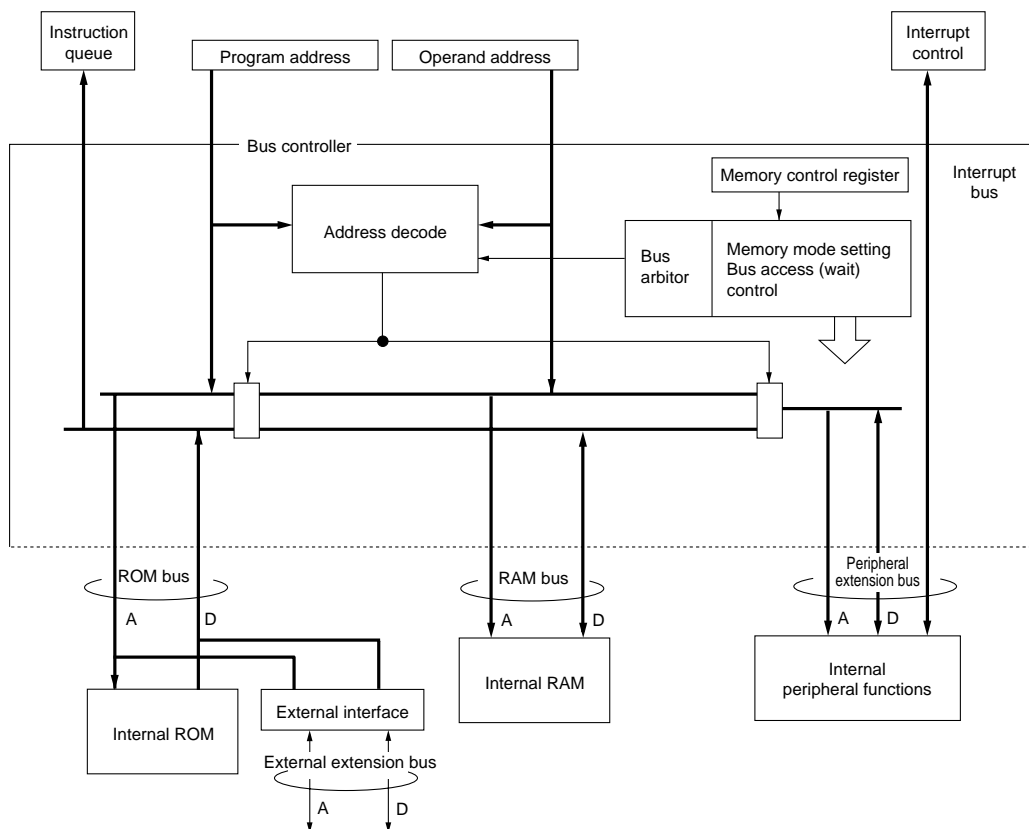 Instruction
queue
Program address
Operand address
Interrupt
control
Bus controller
Interrupt
bus
Memory control register
Address decode
Bus
arbitor
Memory mode setting
Bus access (wait)
control
ROM bus
RAM bus
Peripheral
extension bus
A
D
A
D
A
D
Internal ROM
External interface
Internal RAM
Internal
peripheral functions
External extension bus
A
D